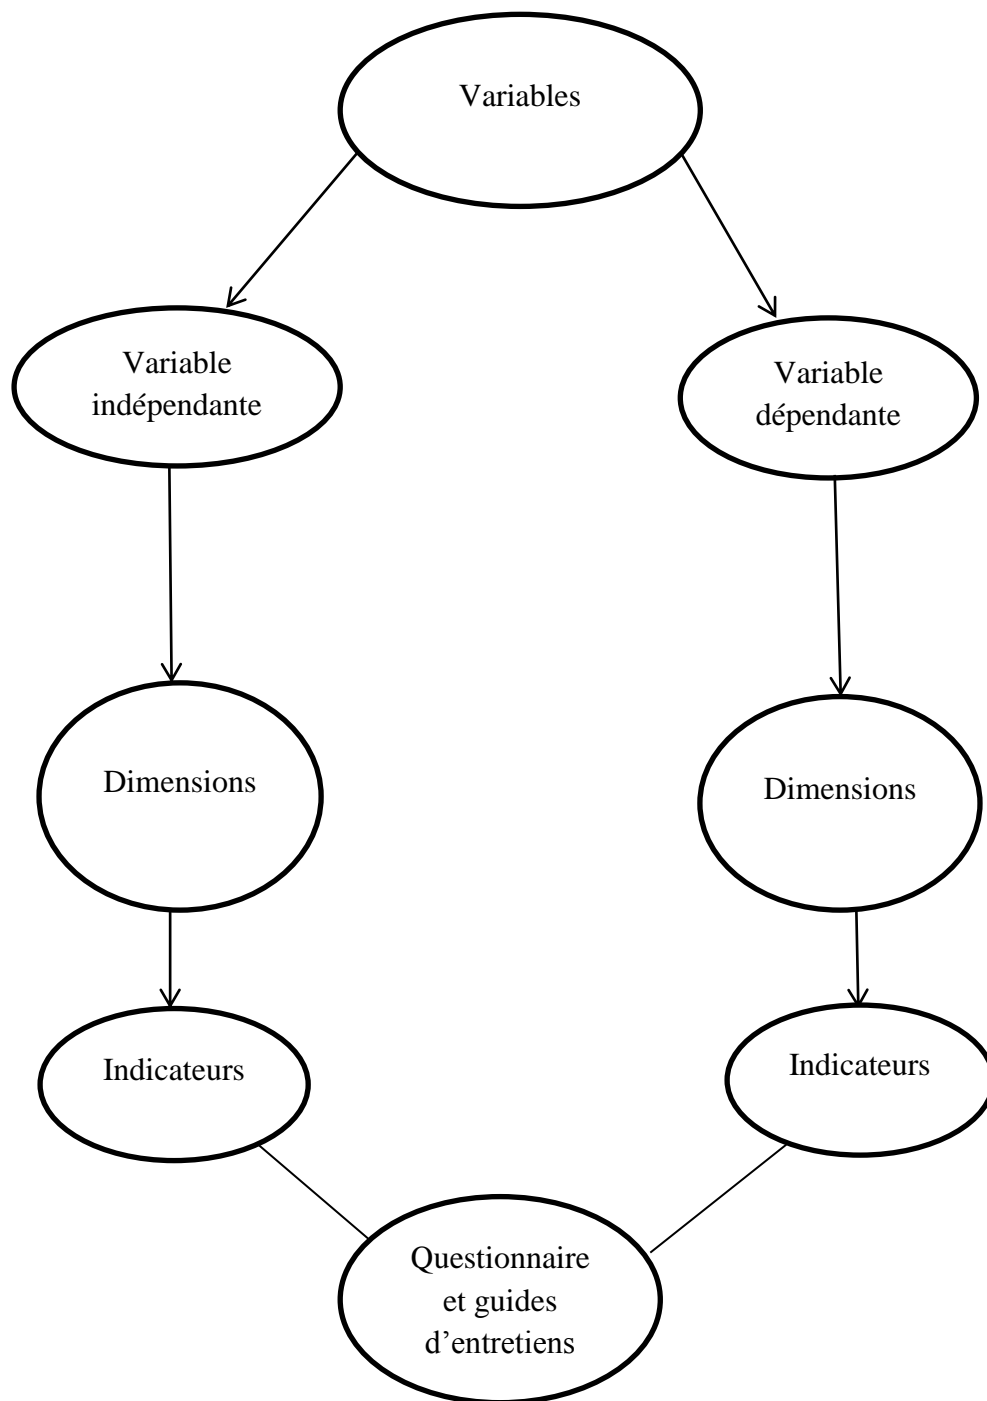 Variables
Variable
indépendante
Variable
dépendante
Dimensions
Dimensions
Indicateurs
Indicateurs
Questionnaire
et guides
d’entretiens